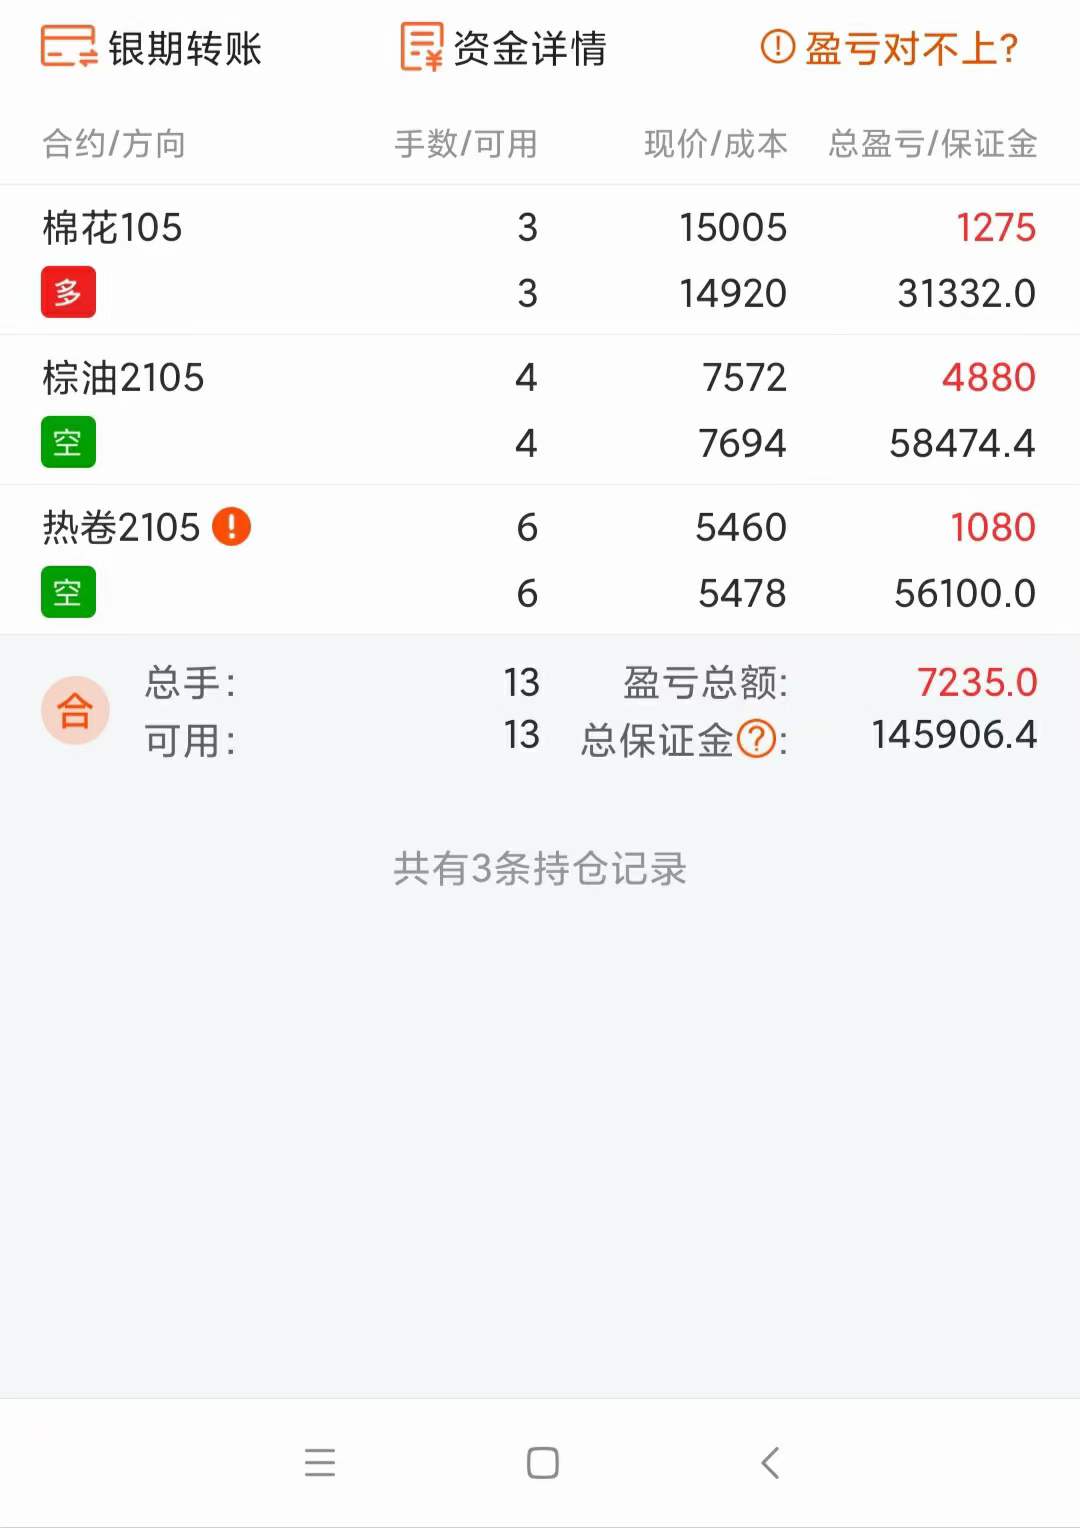 银期转账 资金详情 盈亏对不上?
合约/方向 手数/可用 现价/成本 总盈亏/保证金
棉花105 3 15005 1275
多 3 14920 31332.0
棕油2105 4 7572 4880
空 4 7694 58474.4
热卷2105 6 5460 1080
空 6 5478 56100.0
合 总手: 13 盈亏总额: 7235.0
可用: 13 总保证金?: 145906.4
共有3条持仓记录